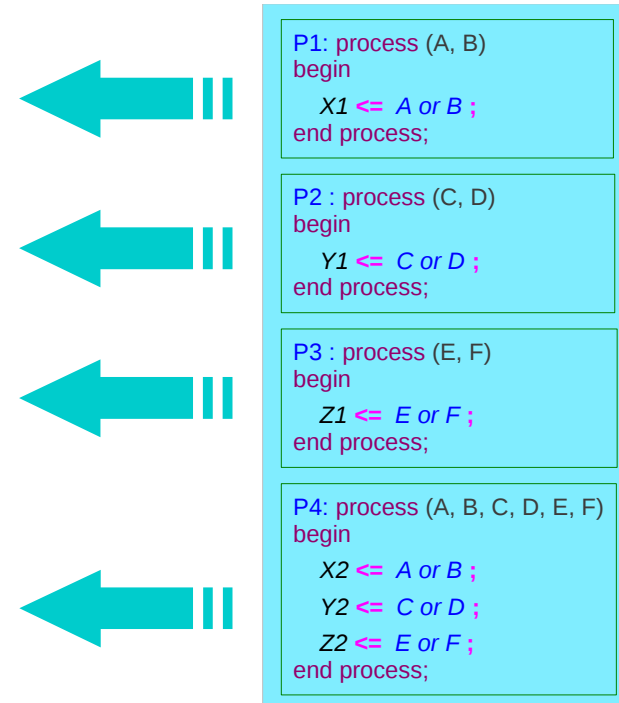 P1: process (A, B)
begin
X1 <= A or B ;
end process;
P2 : process (C, D)
begin
Y1 <= C or D ;
end process;
P3 : process (E, F)
begin
Z1 <= E or F ;
end process;
P4: process (A, B, C, D, E, F)
begin
X2 <= A or B ;
Y2 <= C or D ;
Z2 <= E or F ;
end process;